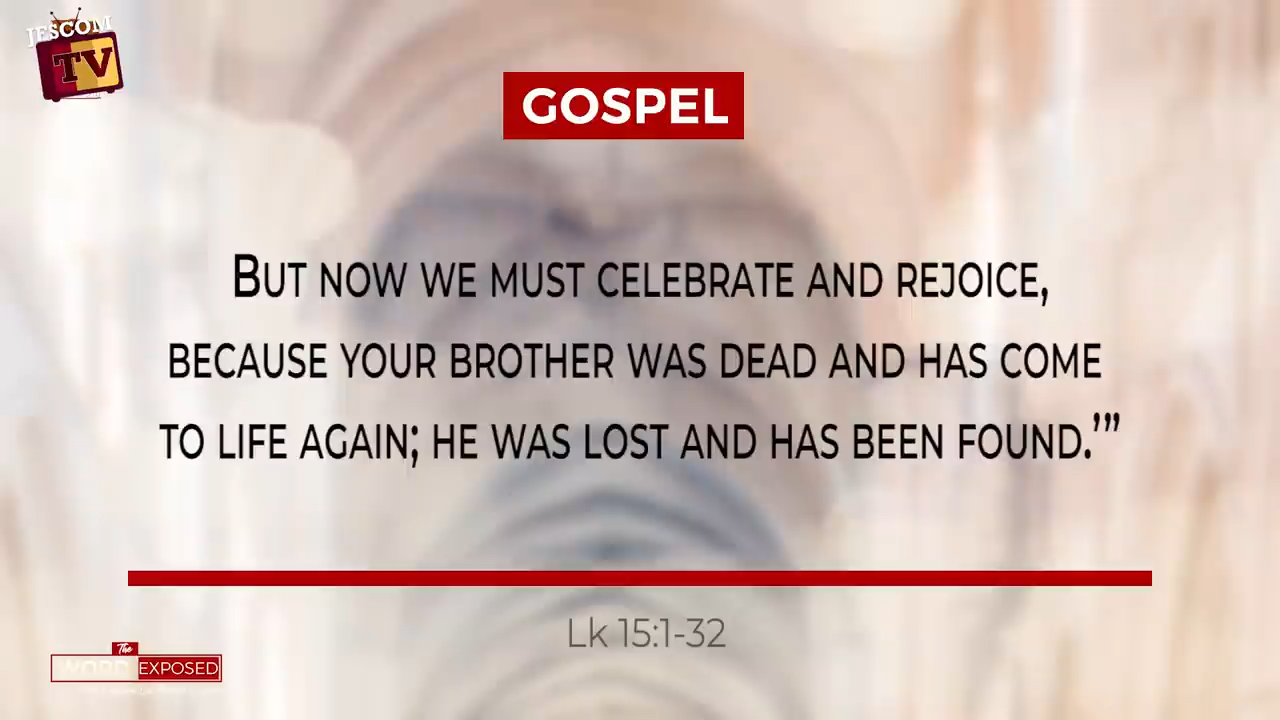 JESCOM
TV
GOSPEL
But now we must celebrate and rejoice,
because your brother was dead and has come
to life again; he was lost and has been found.’”
Lk 15:1-32
The
WORD EXPOSED